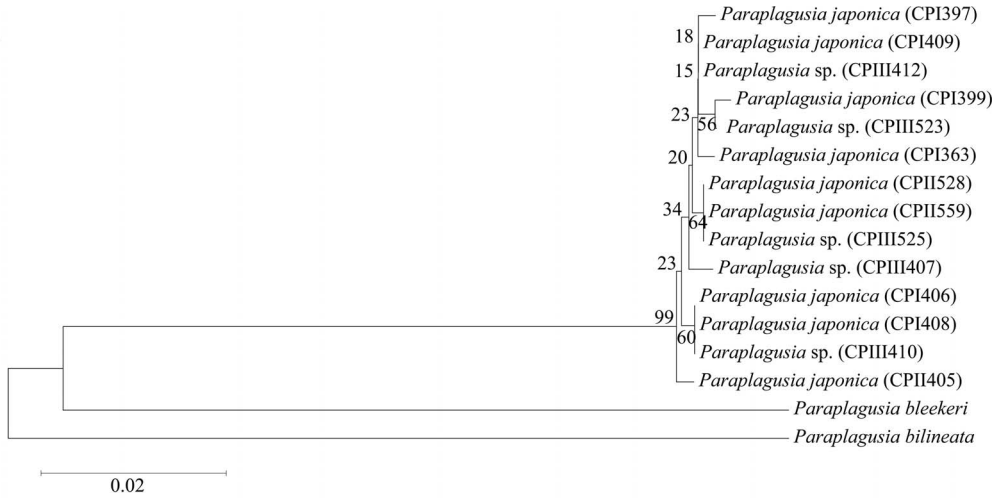 Paraplagusia japonica (CPI397)
18
Paraplagusia japonica (CPI409)
15
Paraplagusia sp. (CPIII412)
Paraplagusia japonica (CPI399)
23
56
Paraplagusia sp. (CPIII523)
20
Paraplagusia japonica (CPI363)
Paraplagusia japonica (CPII528)
34
Paraplagusia japonica (CPII559)
64
Paraplagusia sp. (CPIII525)
23
Paraplagusia sp. (CPIII407)
Paraplagusia japonica (CPI406)
99
Paraplagusia japonica (CPI408)
60
Paraplagusia sp. (CPIII410)
Paraplagusia japonica (CPII405)
Paraplagusia bleekeri
Paraplagusia bilineata
0.02